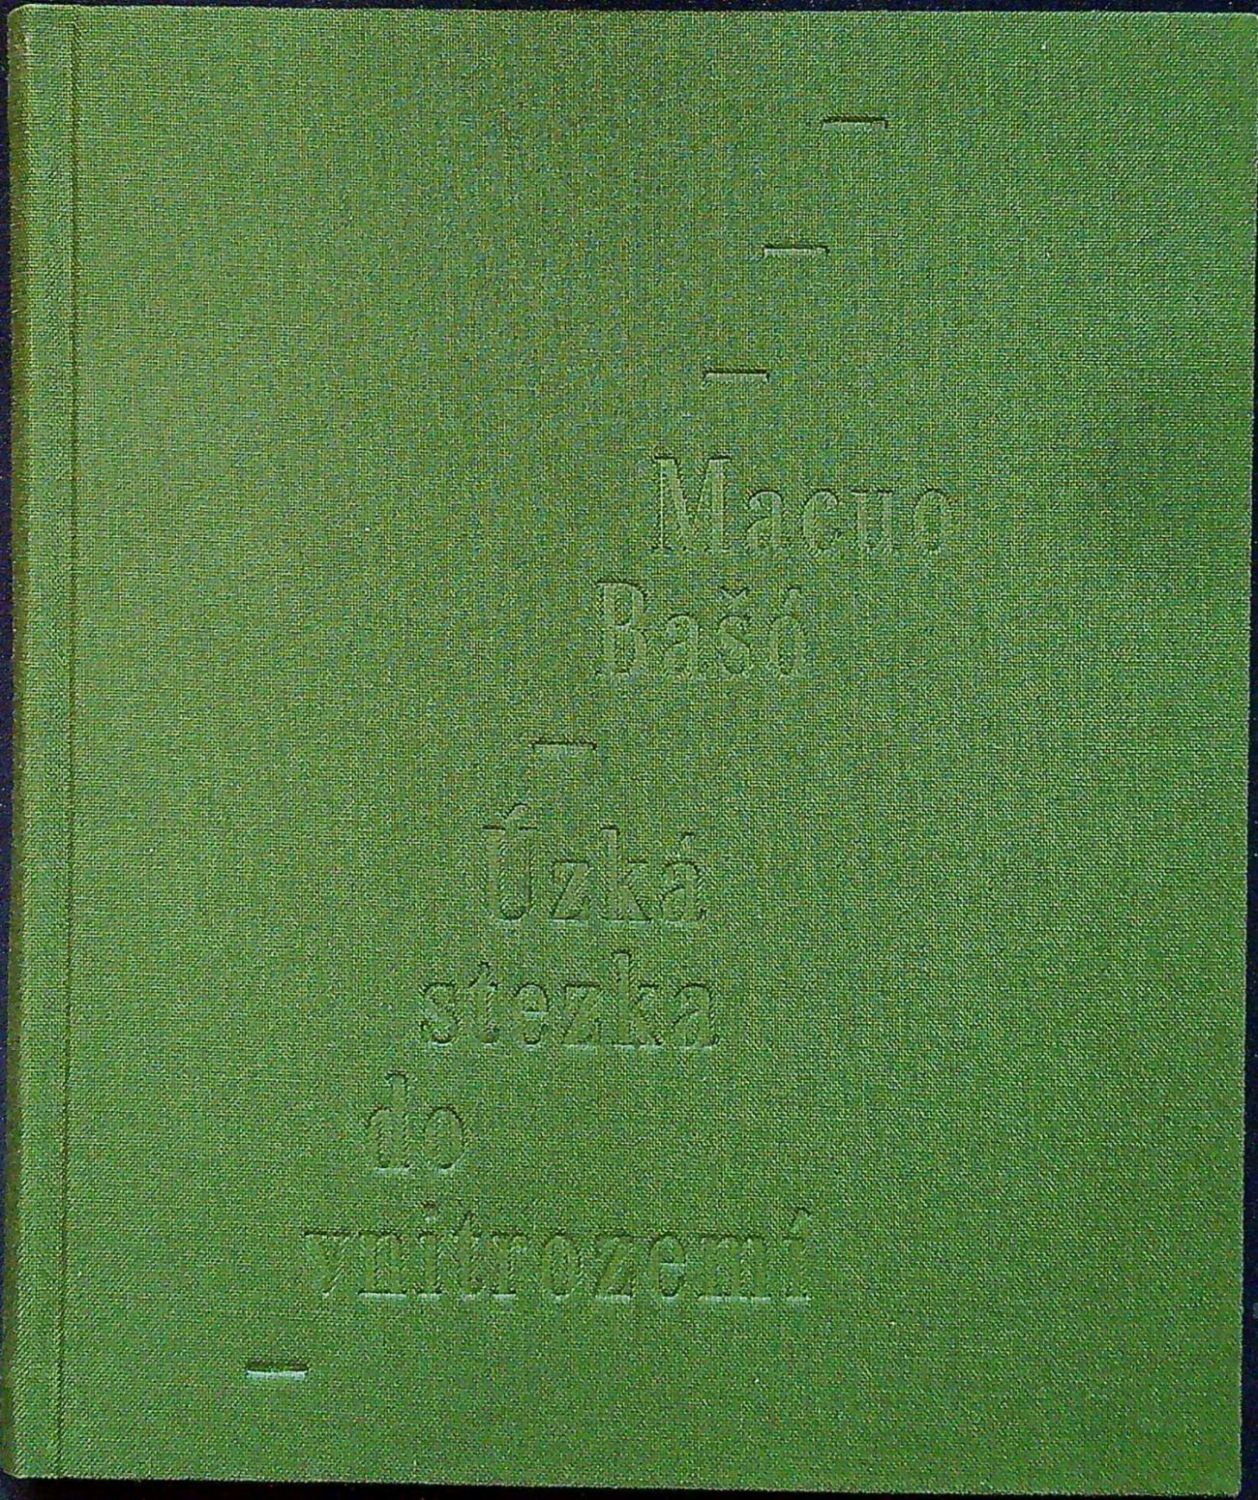 Macuo
Bašó
Úzká
stezka
do
vnitrozemí